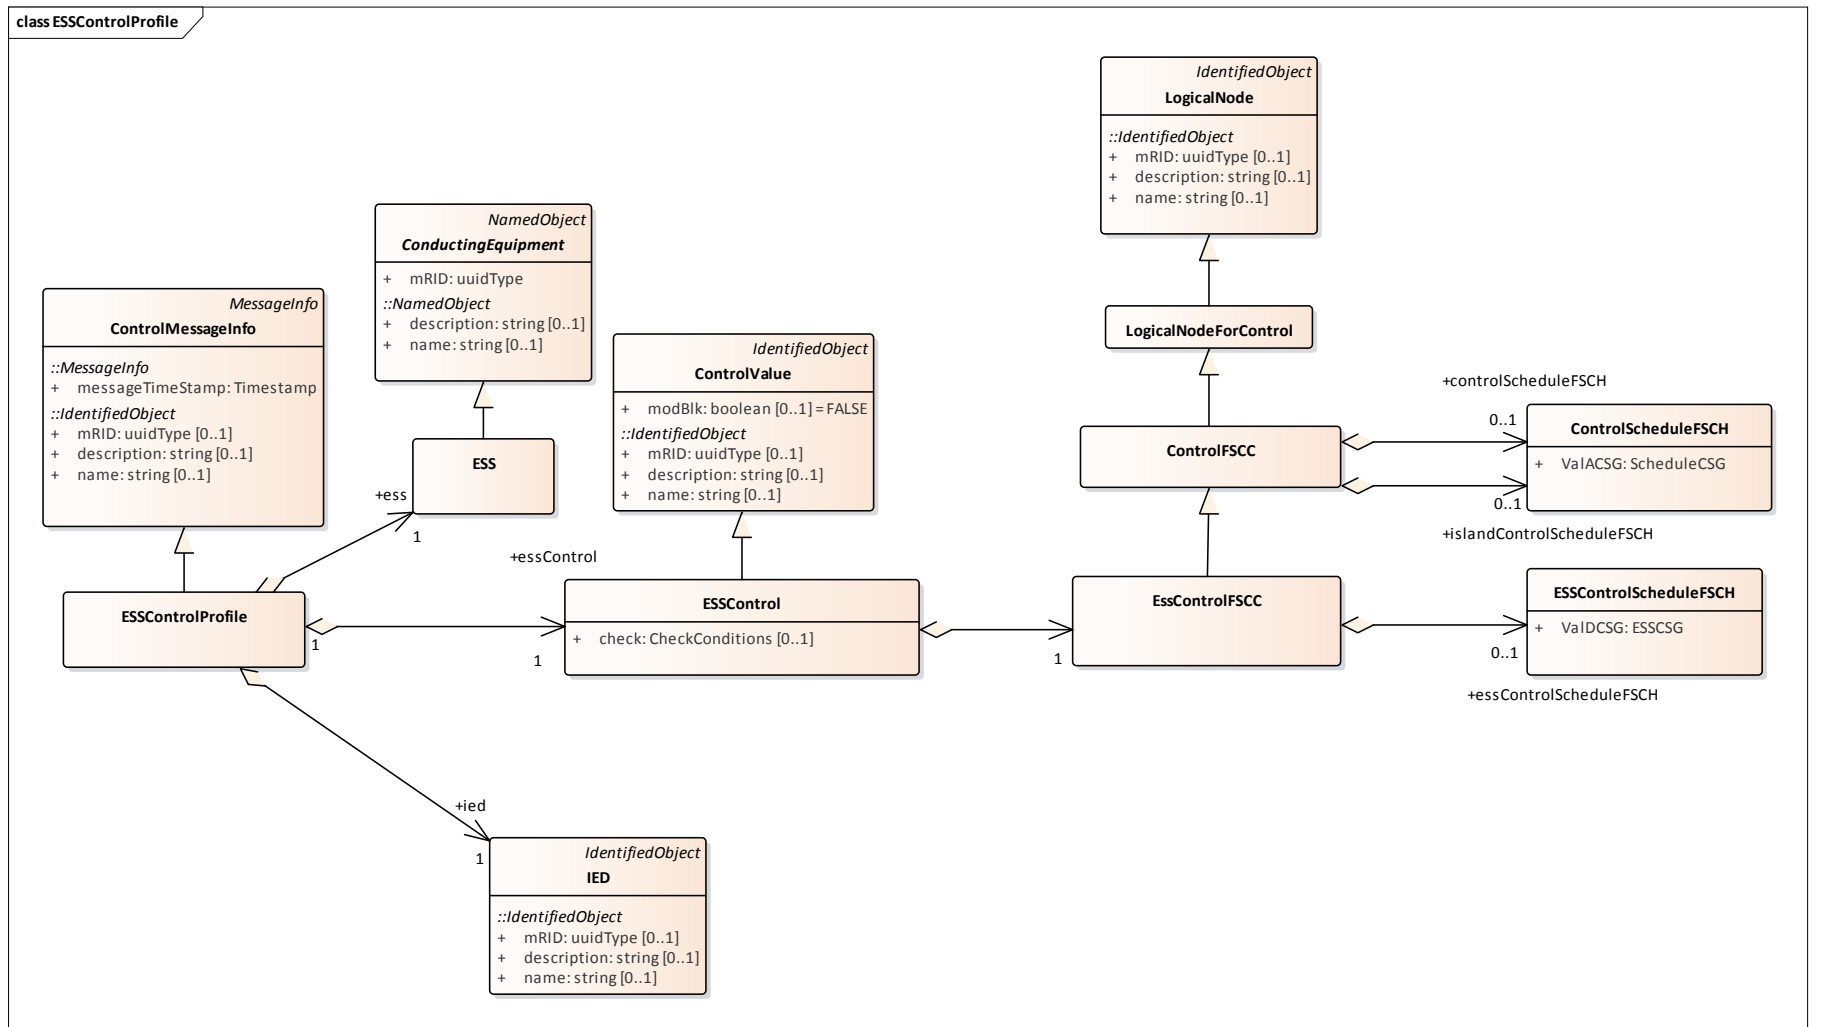 class ESSControlProfile
IdentifiedObject
LogicalNode
::IdentifiedObject
+ mRID: uuidType [0..1]
+ description: string [0..1]
+ name: string [0..1]
NamedObject
ConductingEquipment
+ mRID: uuidType
::NamedObject
+ description: string [0..1]
+ name: string [0..1]
MessageInfo
ControlMessageInfo
::MessageInfo
+ messageTimeStamp: Timestamp
::IdentifiedObject
+ mRID: uuidType [0..1]
+ description: string [0..1]
+ name: string [0..1]
IdentifiedObject
ControlValue
+ modBlk: boolean [0..1] = FALSE
::IdentifiedObject
+ mRID: uuidType [0..1]
+ description: string [0..1]
+ name: string [0..1]
LogicalNodeForControl
+controlScheduleFSCH
0..1
ControlFSCC
ControlScheduleFSCH
+ ValACSG: ScheduleCSG
0..1
+islandControlScheduleFSCH
ESS
+ess
1
+essControl
ESSControlProfile
1
1
ESSControl
+ check: CheckConditions [0..1]
1
EssControlFSCC
ESSControlScheduleFSCH
+ ValDCSG: ESSCSG
0..1
+essControlScheduleFSCH
+ied
1
IdentifiedObject
IED
::IdentifiedObject
+ mRID: uuidType [0..1]
+ description: string [0..1]
+ name: string [0..1]